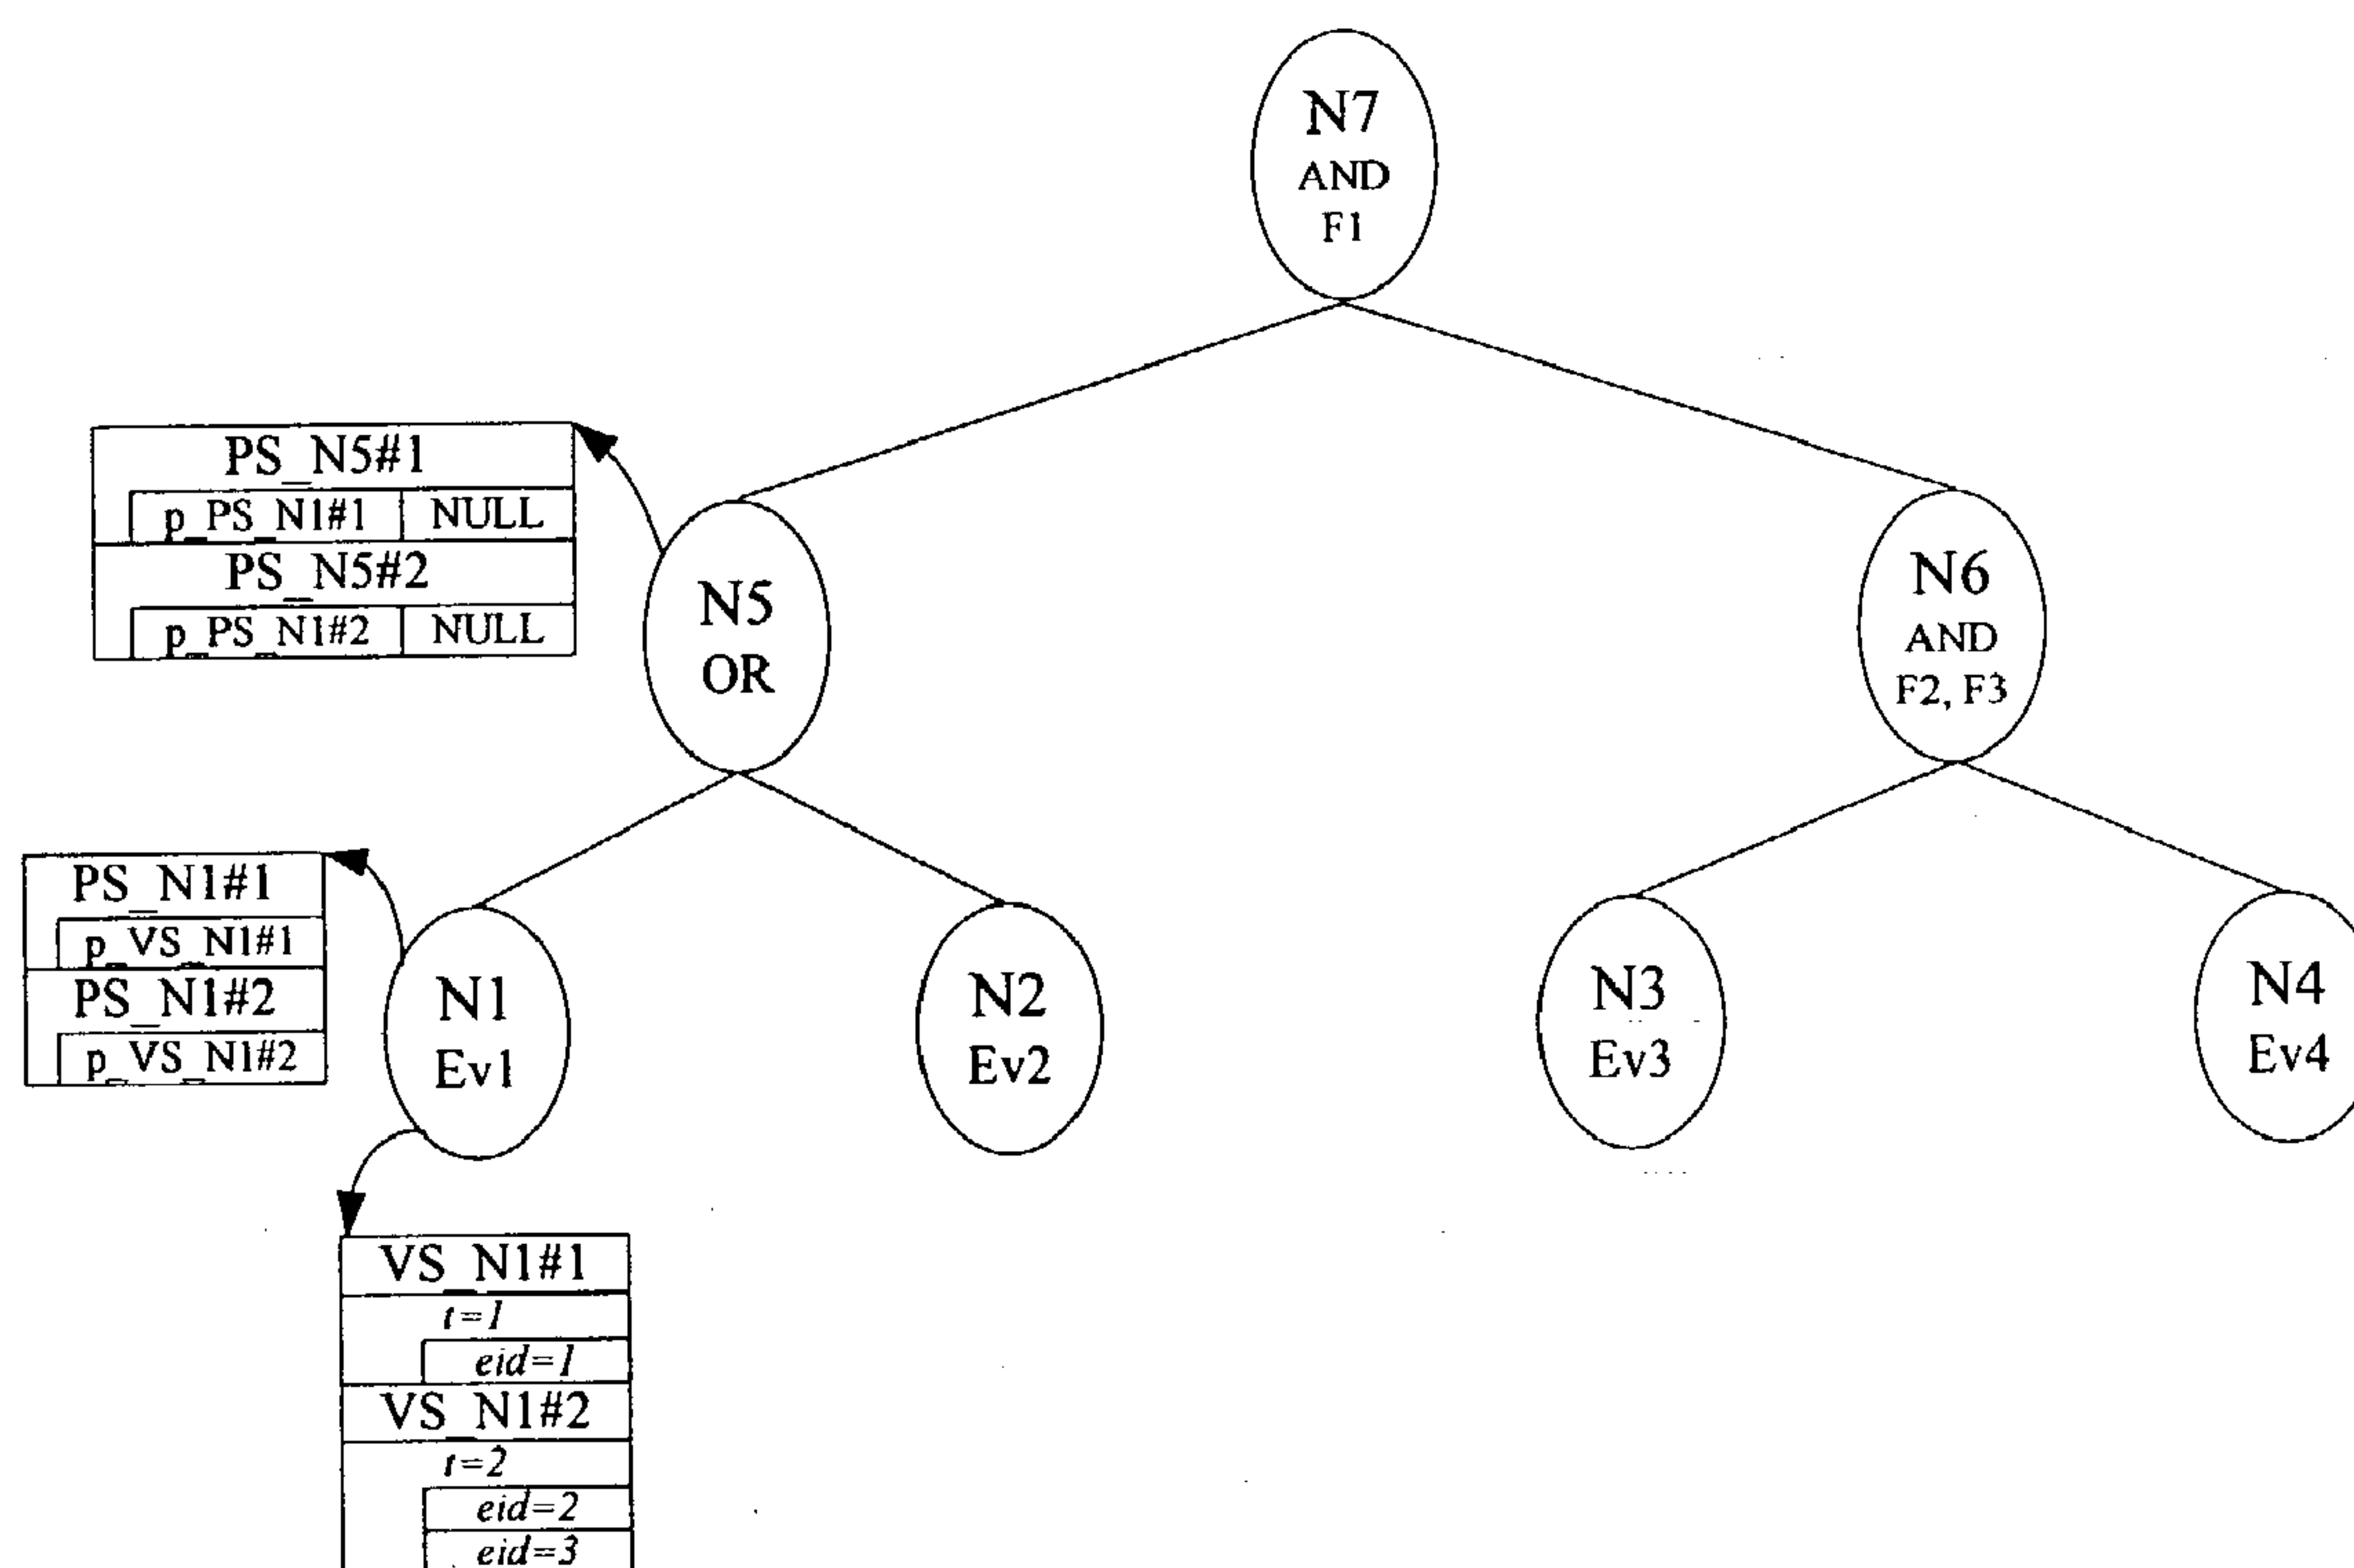 N7
AND
F1
PS_N5#1
p_PS_N1#1 NULL
PS_N5#2
p_PS_N1#2 NULL
N5
OR
N6
AND
F2, F3
PS_N1#1
p_VS_N1#1
PS_N1#2
p_VS_N1#2
N1
Ev1
N2
Ev2
N3
Ev3
N4
Ev4
VS_N1#1
t=1
eid=1
VS_N1#2
t=2
eid=2
eid=3